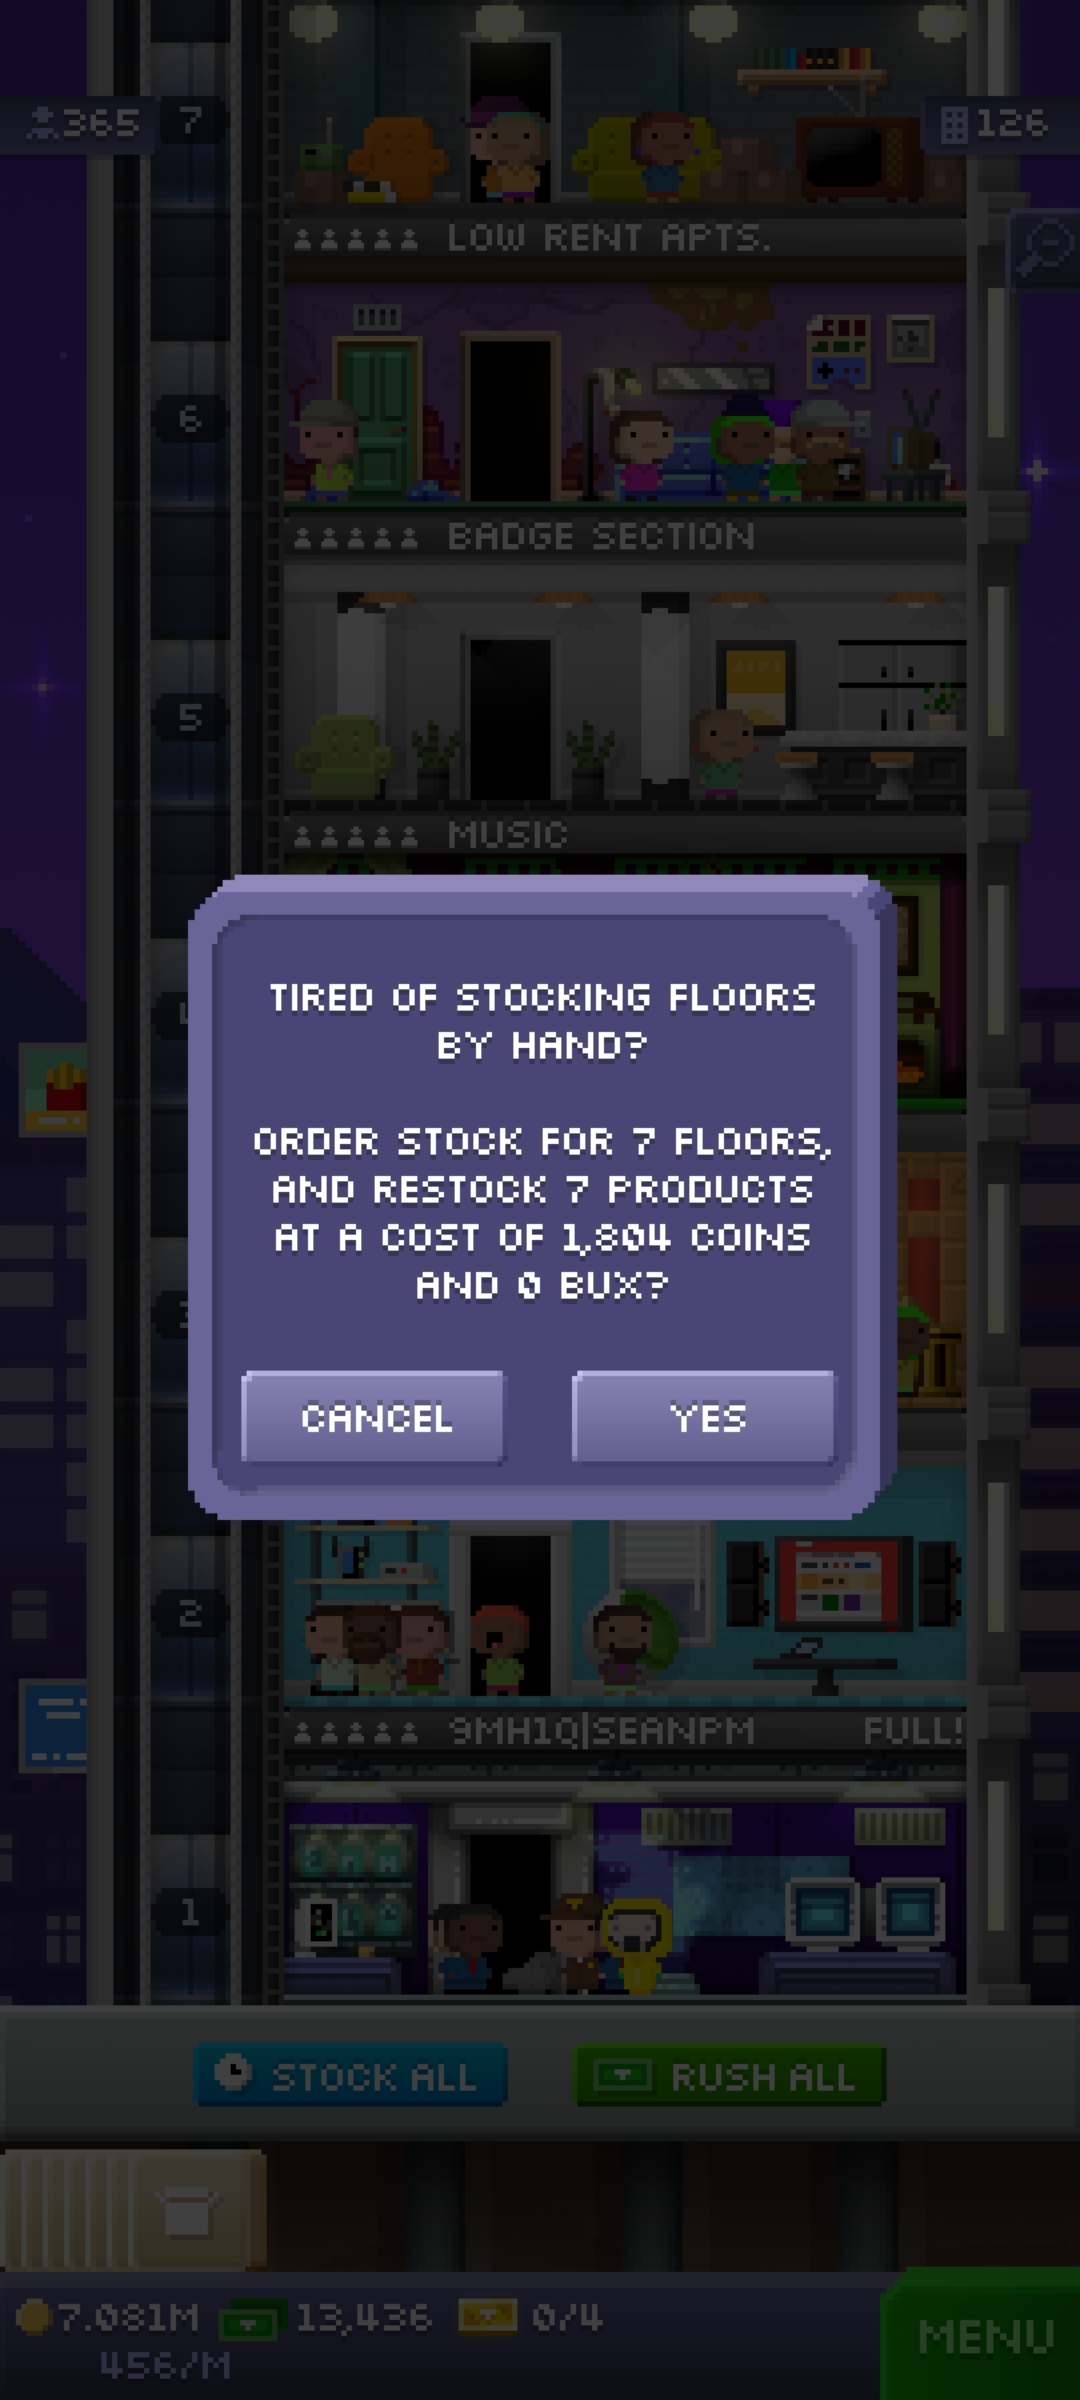 365
7
126
LOW RENT APTS.
6
BADGE SECTION
5
MUSIC
TIRED OF STOCKING FLOORS
BY HAND?
ORDER STOCK FOR 7 FLOORS,
AND RESTOCK 7 PRODUCTS
AT A COST OF 1,804 COINS
AND 0 BUX?
CANCEL
YES
2
9MH1Q|SEANPM
FULL!
1
STOCK ALL
RUSH ALL
7.081M
13,436
0/4
456/M
MENU